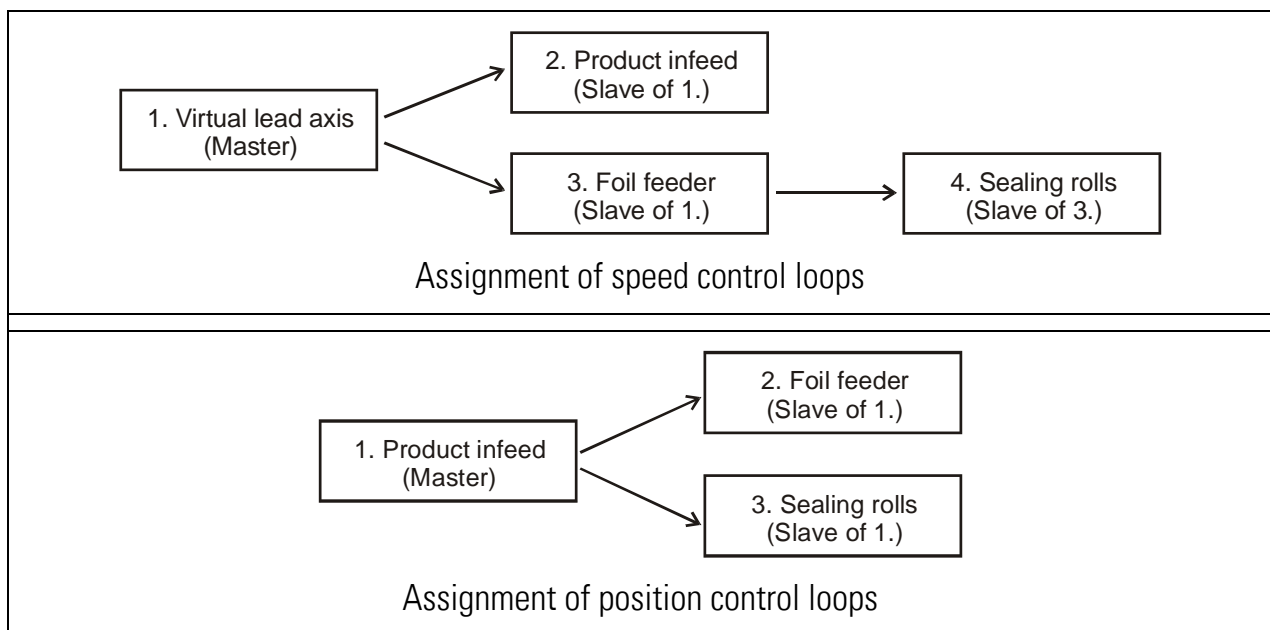 2. Product infeed
(Slave of 1.)
1. Virtual lead axis
(Master)
3. Foil feeder
(Slave of 1.)
4. Sealing rolls
(Slave of 3.)
Assignment of speed control loops
2. Foil feeder
(Slave of 1.)
1. Product infeed
(Master)
3. Sealing rolls
(Slave of 1.)
Assignment of position control loops